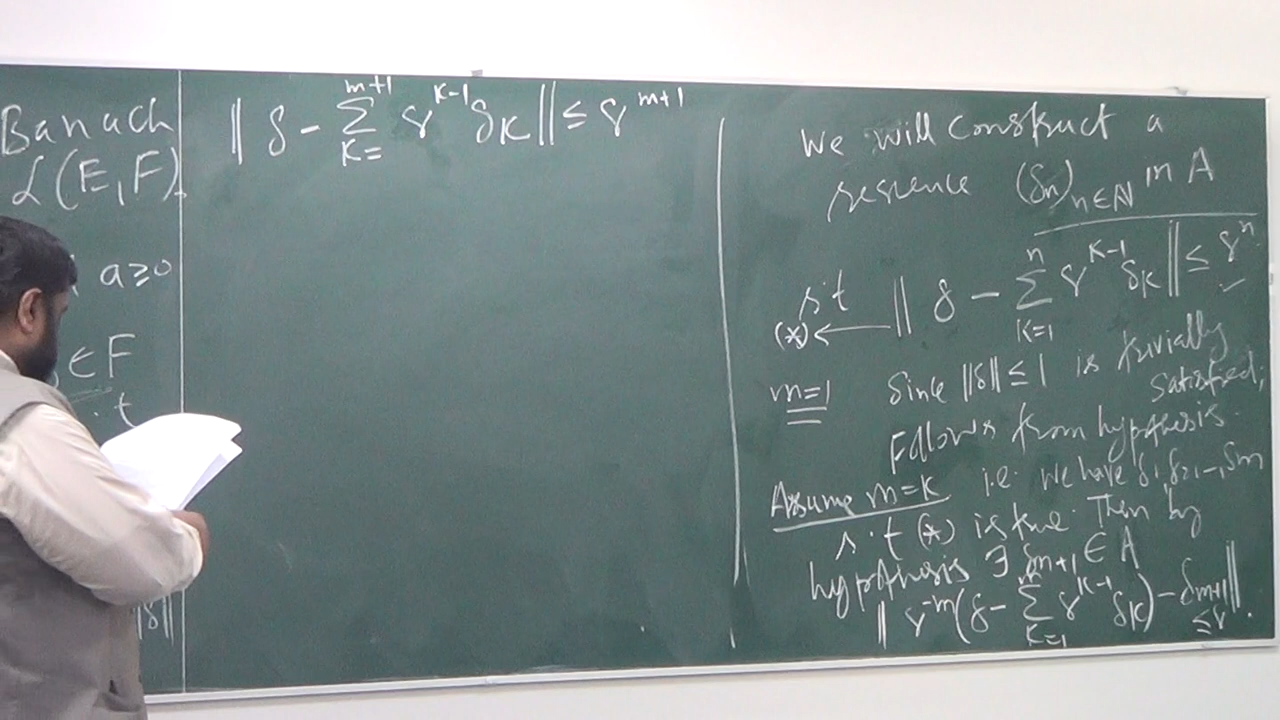 Banach
L(E,F).
a≥0
∈F
.t
‖δ‖
‖ δ - Σ_{K=}^{m+1} γ^{K-1} δ_K ‖ ≤ γ^{m+1}
We will construct a
(δn)_{n∈ℕ} in A
s.t ‖ δ - Σ_{K=1}^{n} γ^{K-1} δ_K ‖ ≤ γ^n
(*) ←
m=1 Since ‖δ‖≤1 is trivially
satisfied,
Follows from hypothesis.
Assume m=K i.e. we have δ1, δ2, -, δm
s.t (*) is true. Then by
hypothesis ∃ δ_{m+1} ∈ A
‖ γ^{-m}(δ - Σ_{K=1}^{m} γ^{K-1} δ_K) - δ_{m+1} ‖
≤γ.